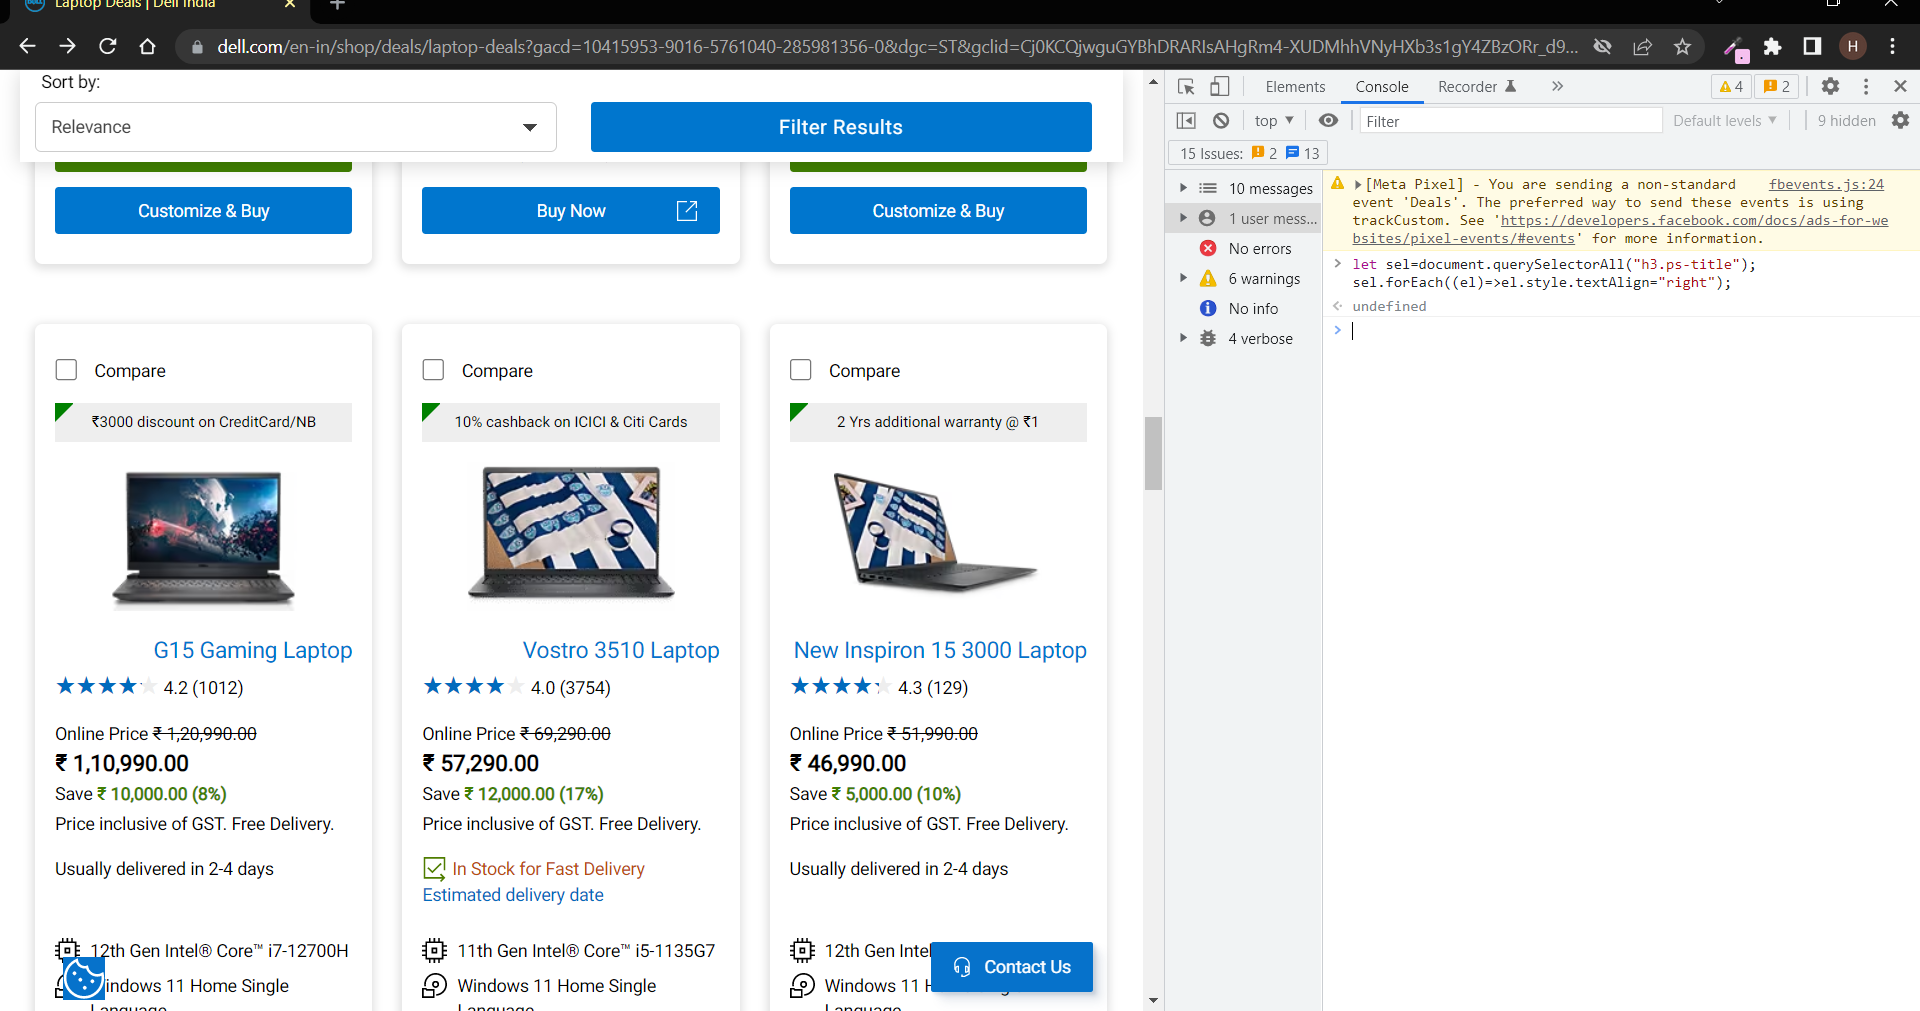 Laptop Deals | Dell India
dell.com/en-in/shop/deals/laptop-deals?gacd=10415953-9016-5761040-285981356-0&dgc=ST&gclid=Cj0KCQjwguGYBhDRARIsAHgRm4-XUDMhhVNyHXb3s1gY4ZBzORr_d9...
H
Sort by:
Relevance
Filter Results
Customize & Buy
Buy Now
Customize & Buy
Compare
Compare
Compare
₹3000 discount on CreditCard/NB
10% cashback on ICICI & Citi Cards
2 Yrs additional warranty @ ₹1
G15 Gaming Laptop
Vostro 3510 Laptop
New Inspiron 15 3000 Laptop
4.2 (1012)
4.0 (3754)
4.3 (129)
Online Price ₹ 1,20,990.00
Online Price ₹ 69,290.00
Online Price ₹ 51,990.00
₹ 1,10,990.00
₹ 57,290.00
₹ 46,990.00
Save ₹ 10,000.00 (8%)
Save ₹ 12,000.00 (17%)
Save ₹ 5,000.00 (10%)
Price inclusive of GST. Free Delivery.
Price inclusive of GST. Free Delivery.
Price inclusive of GST. Free Delivery.
Usually delivered in 2-4 days
In Stock for Fast Delivery
Estimated delivery date
Usually delivered in 2-4 days
12th Gen Intel® Core™ i7-12700H
11th Gen Intel® Core™ i5-1135G7
12th Gen Intel
indows 11 Home Single
Language
Windows 11 Home Single
Language
Windows 11 H
Language
Contact Us
Elements
Console
Recorder
4
2
top
Filter
Default levels
9 hidden
15 Issues: 2 13
10 messages
1 user mess...
No errors
6 warnings
No info
4 verbose
[Meta Pixel] - You are sending a non-standard fbevents.js:24
event 'Deals'. The preferred way to send these events is using
trackCustom. See 'https://developers.facebook.com/docs/ads-for-we
bsites/pixel-events/#events' for more information.
let sel=document.querySelectorAll("h3.ps-title");
sel.forEach((el)=>el.style.textAlign="right");
undefined